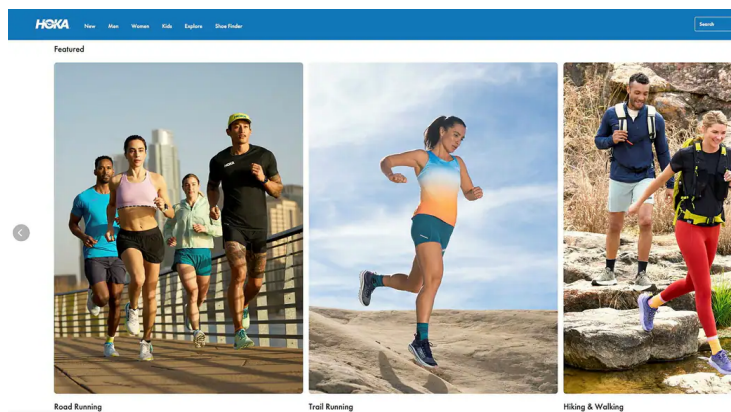 HOKA New Men Women Kids Explore Shoe Finder Search
Featured
HOKA
Road Running
Trail Running
Hiking & Walking